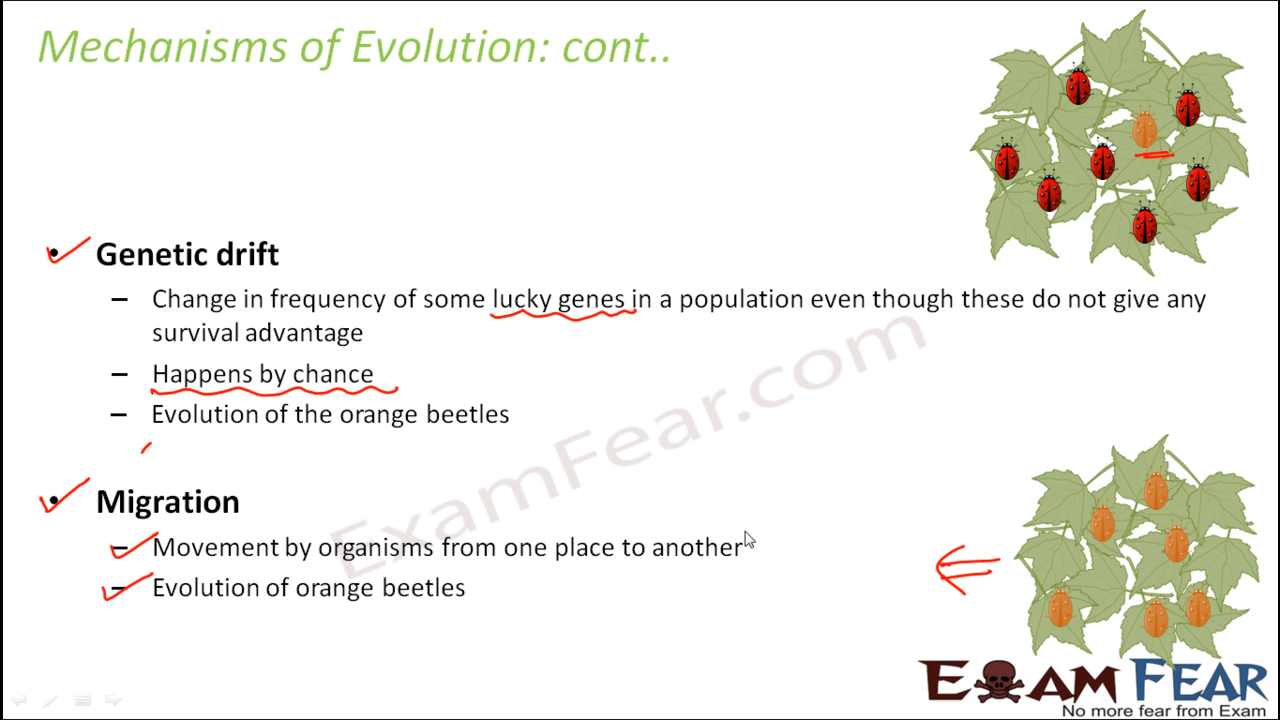 Mechanisms of Evolution: cont..
• Genetic drift
– Change in frequency of some lucky genes in a population even though these do not give any
survival advantage
– Happens by chance
– Evolution of the orange beetles
• Migration
– Movement by organisms from one place to another
– Evolution of orange beetles
ExamFear.com
EXAM FEAR
No more fear from Exam